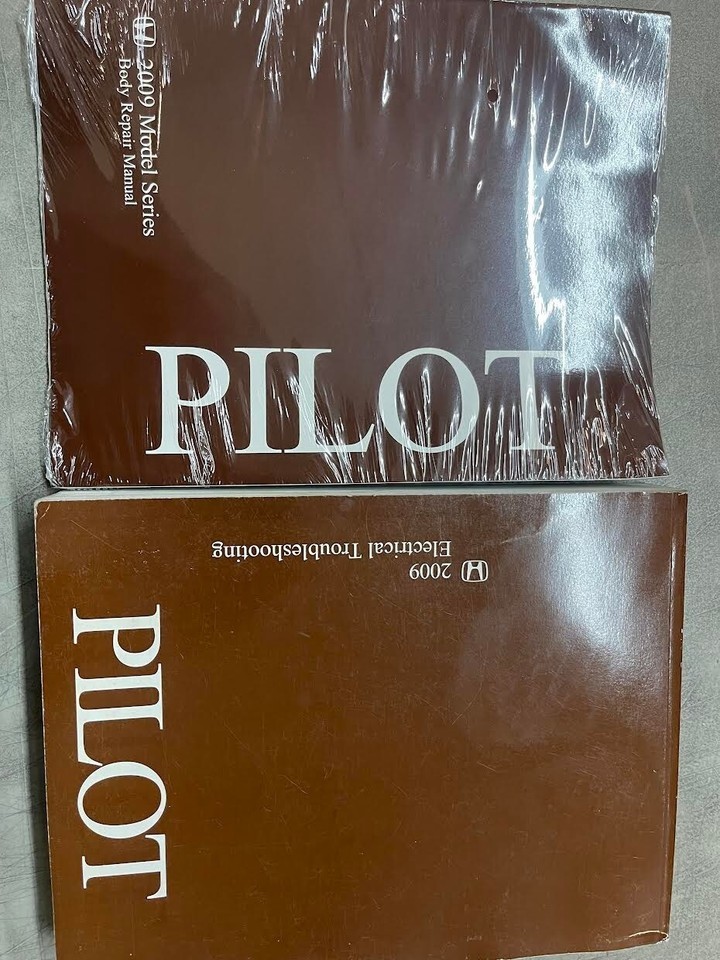 2009 Model Series
Body Repair Manual
PILOT
2009
Electrical Troubleshooting
PILOT